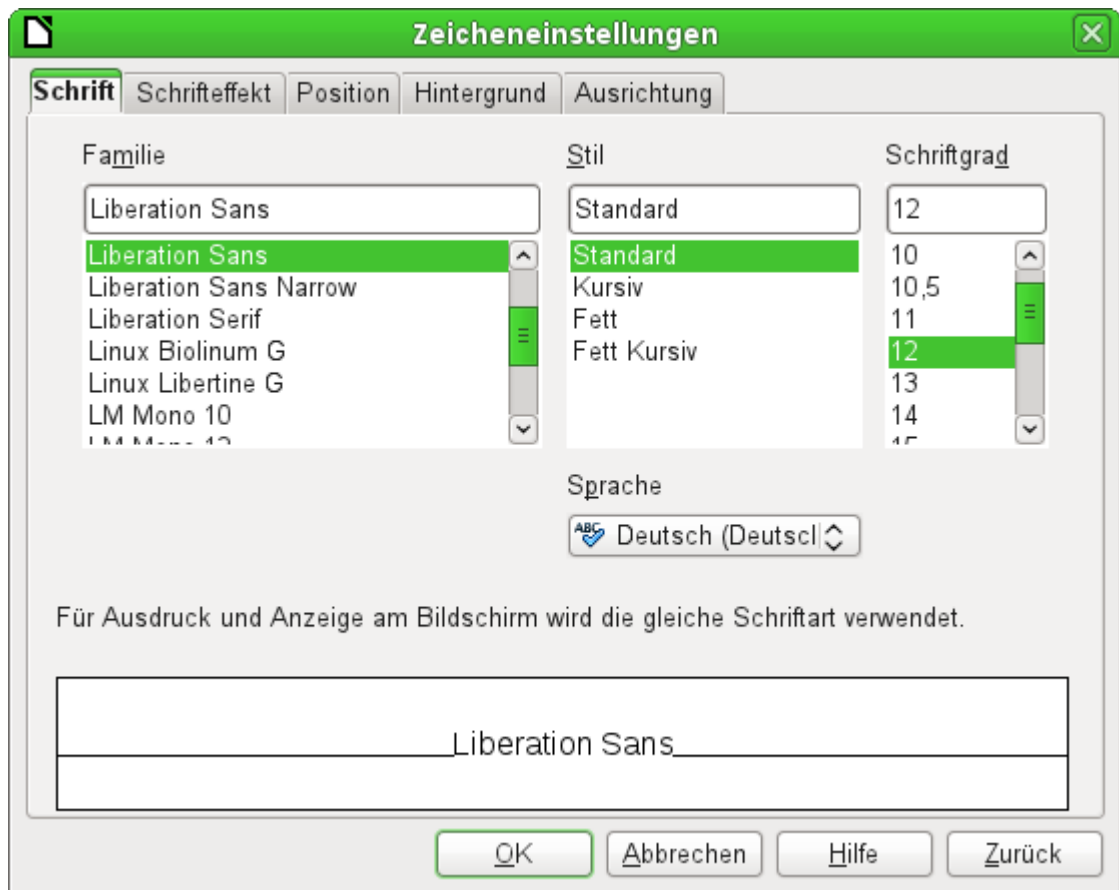 Zeicheneinstellungen
Schrift Schrifteffekt Position Hintergrund Ausrichtung
Familie Stil Schriftgrad
Liberation Sans Standard 12
Liberation Sans Standard 10
Liberation Sans Narrow Kursiv 10,5
Liberation Serif Fett 11
Linux Biolinum G Fett Kursiv 12
Linux Libertine G 13
LM Mono 10 14
Sprache
ABC Deutsch (Deutscl
Für Ausdruck und Anzeige am Bildschirm wird die gleiche Schriftart verwendet.
Liberation Sans
OK Abbrechen Hilfe Zurück